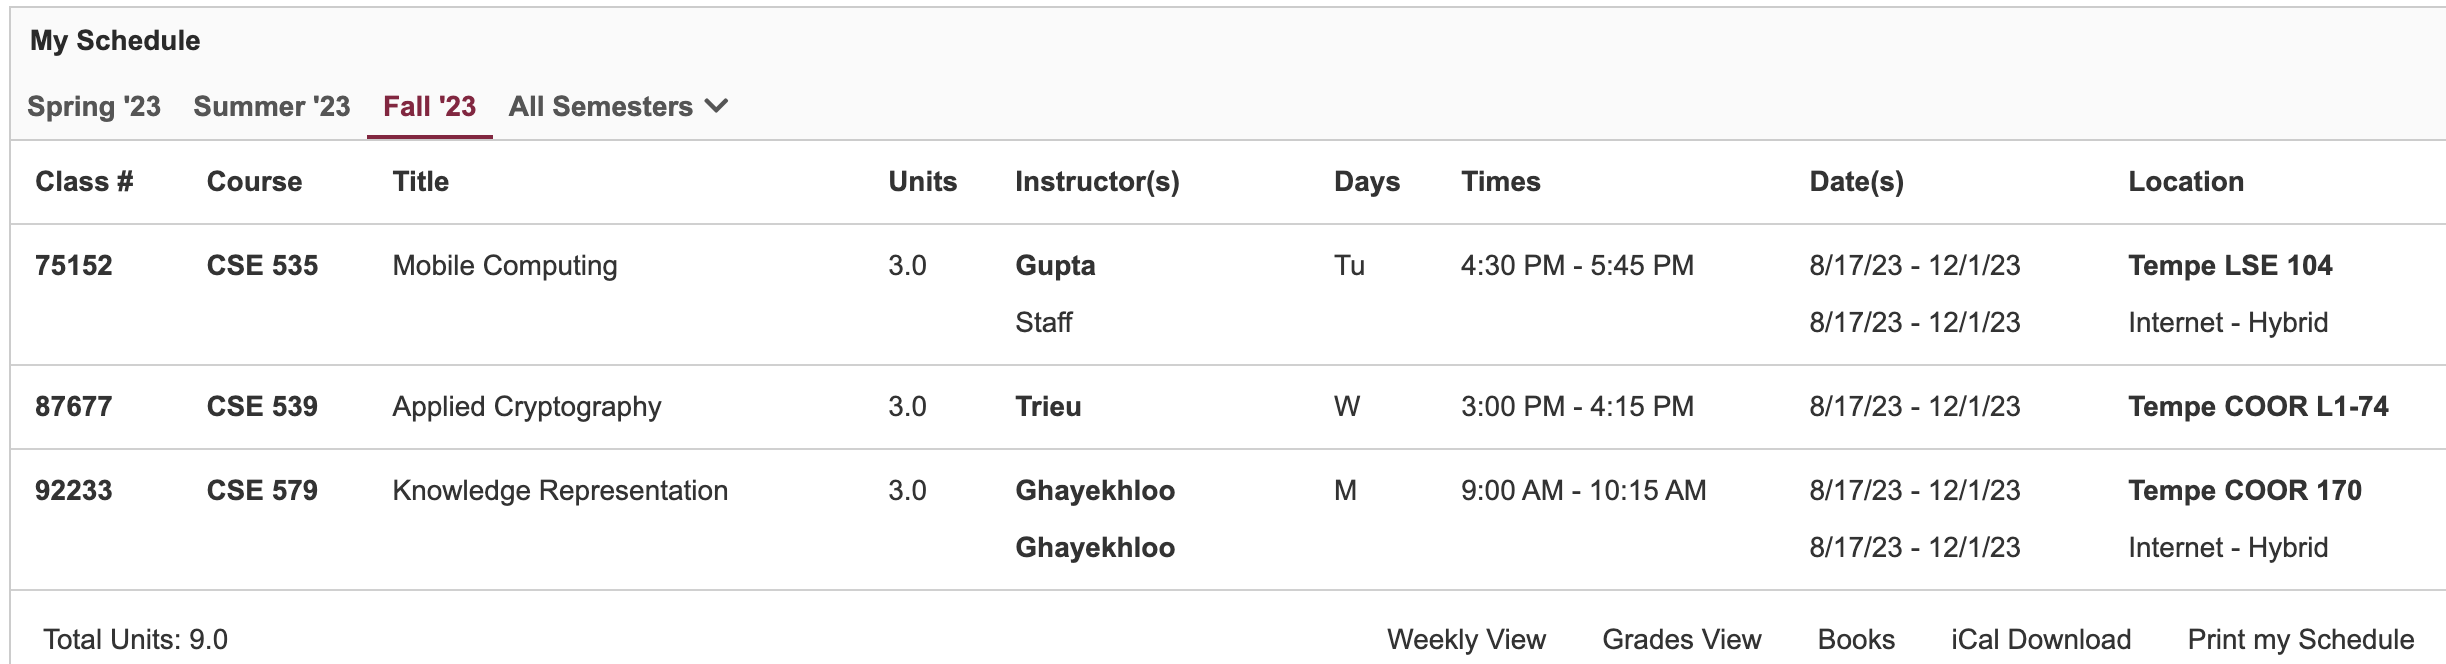 My Schedule
Spring '23 Summer '23 Fall '23 All Semesters
Class # Course Title Units Instructor(s) Days Times Date(s) Location
75152 CSE 535 Mobile Computing 3.0 Gupta Tu 4:30 PM - 5:45 PM 8/17/23 - 12/1/23 Tempe LSE 104
Staff 8/17/23 - 12/1/23 Internet - Hybrid
87677 CSE 539 Applied Cryptography 3.0 Trieu W 3:00 PM - 4:15 PM 8/17/23 - 12/1/23 Tempe COOR L1-74
92233 CSE 579 Knowledge Representation 3.0 Ghayekhloo M 9:00 AM - 10:15 AM 8/17/23 - 12/1/23 Tempe COOR 170
Ghayekhloo 8/17/23 - 12/1/23 Internet - Hybrid
Total Units: 9.0 Weekly View Grades View Books iCal Download Print my Schedule